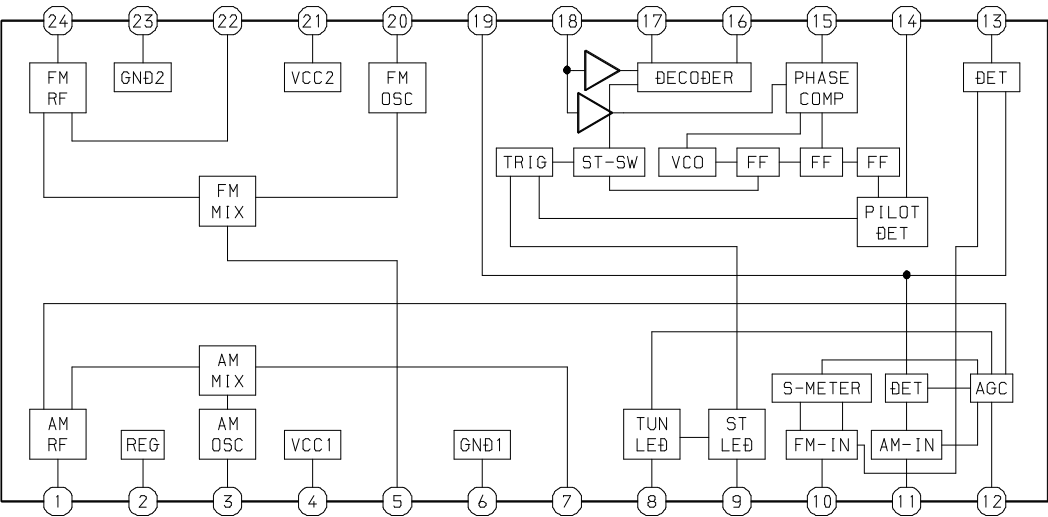 24 23 22 21 20 19 18 17 16 15 14 13
FM
RF
GND2
VCC2
FM
OSC
DECODER
PHASE
COMP
DET
TRIG
ST-SW
VCO
FF
FF
FF
FM
MIX
PILOT
DET
AM
MIX
S-METER
DET
AGC
AM
RF
REG
AM
OSC
VCC1
GND1
TUN
LED
ST
LED
FM-IN
AM-IN
1 2 3 4 5 6 7 8 9 10 11 12